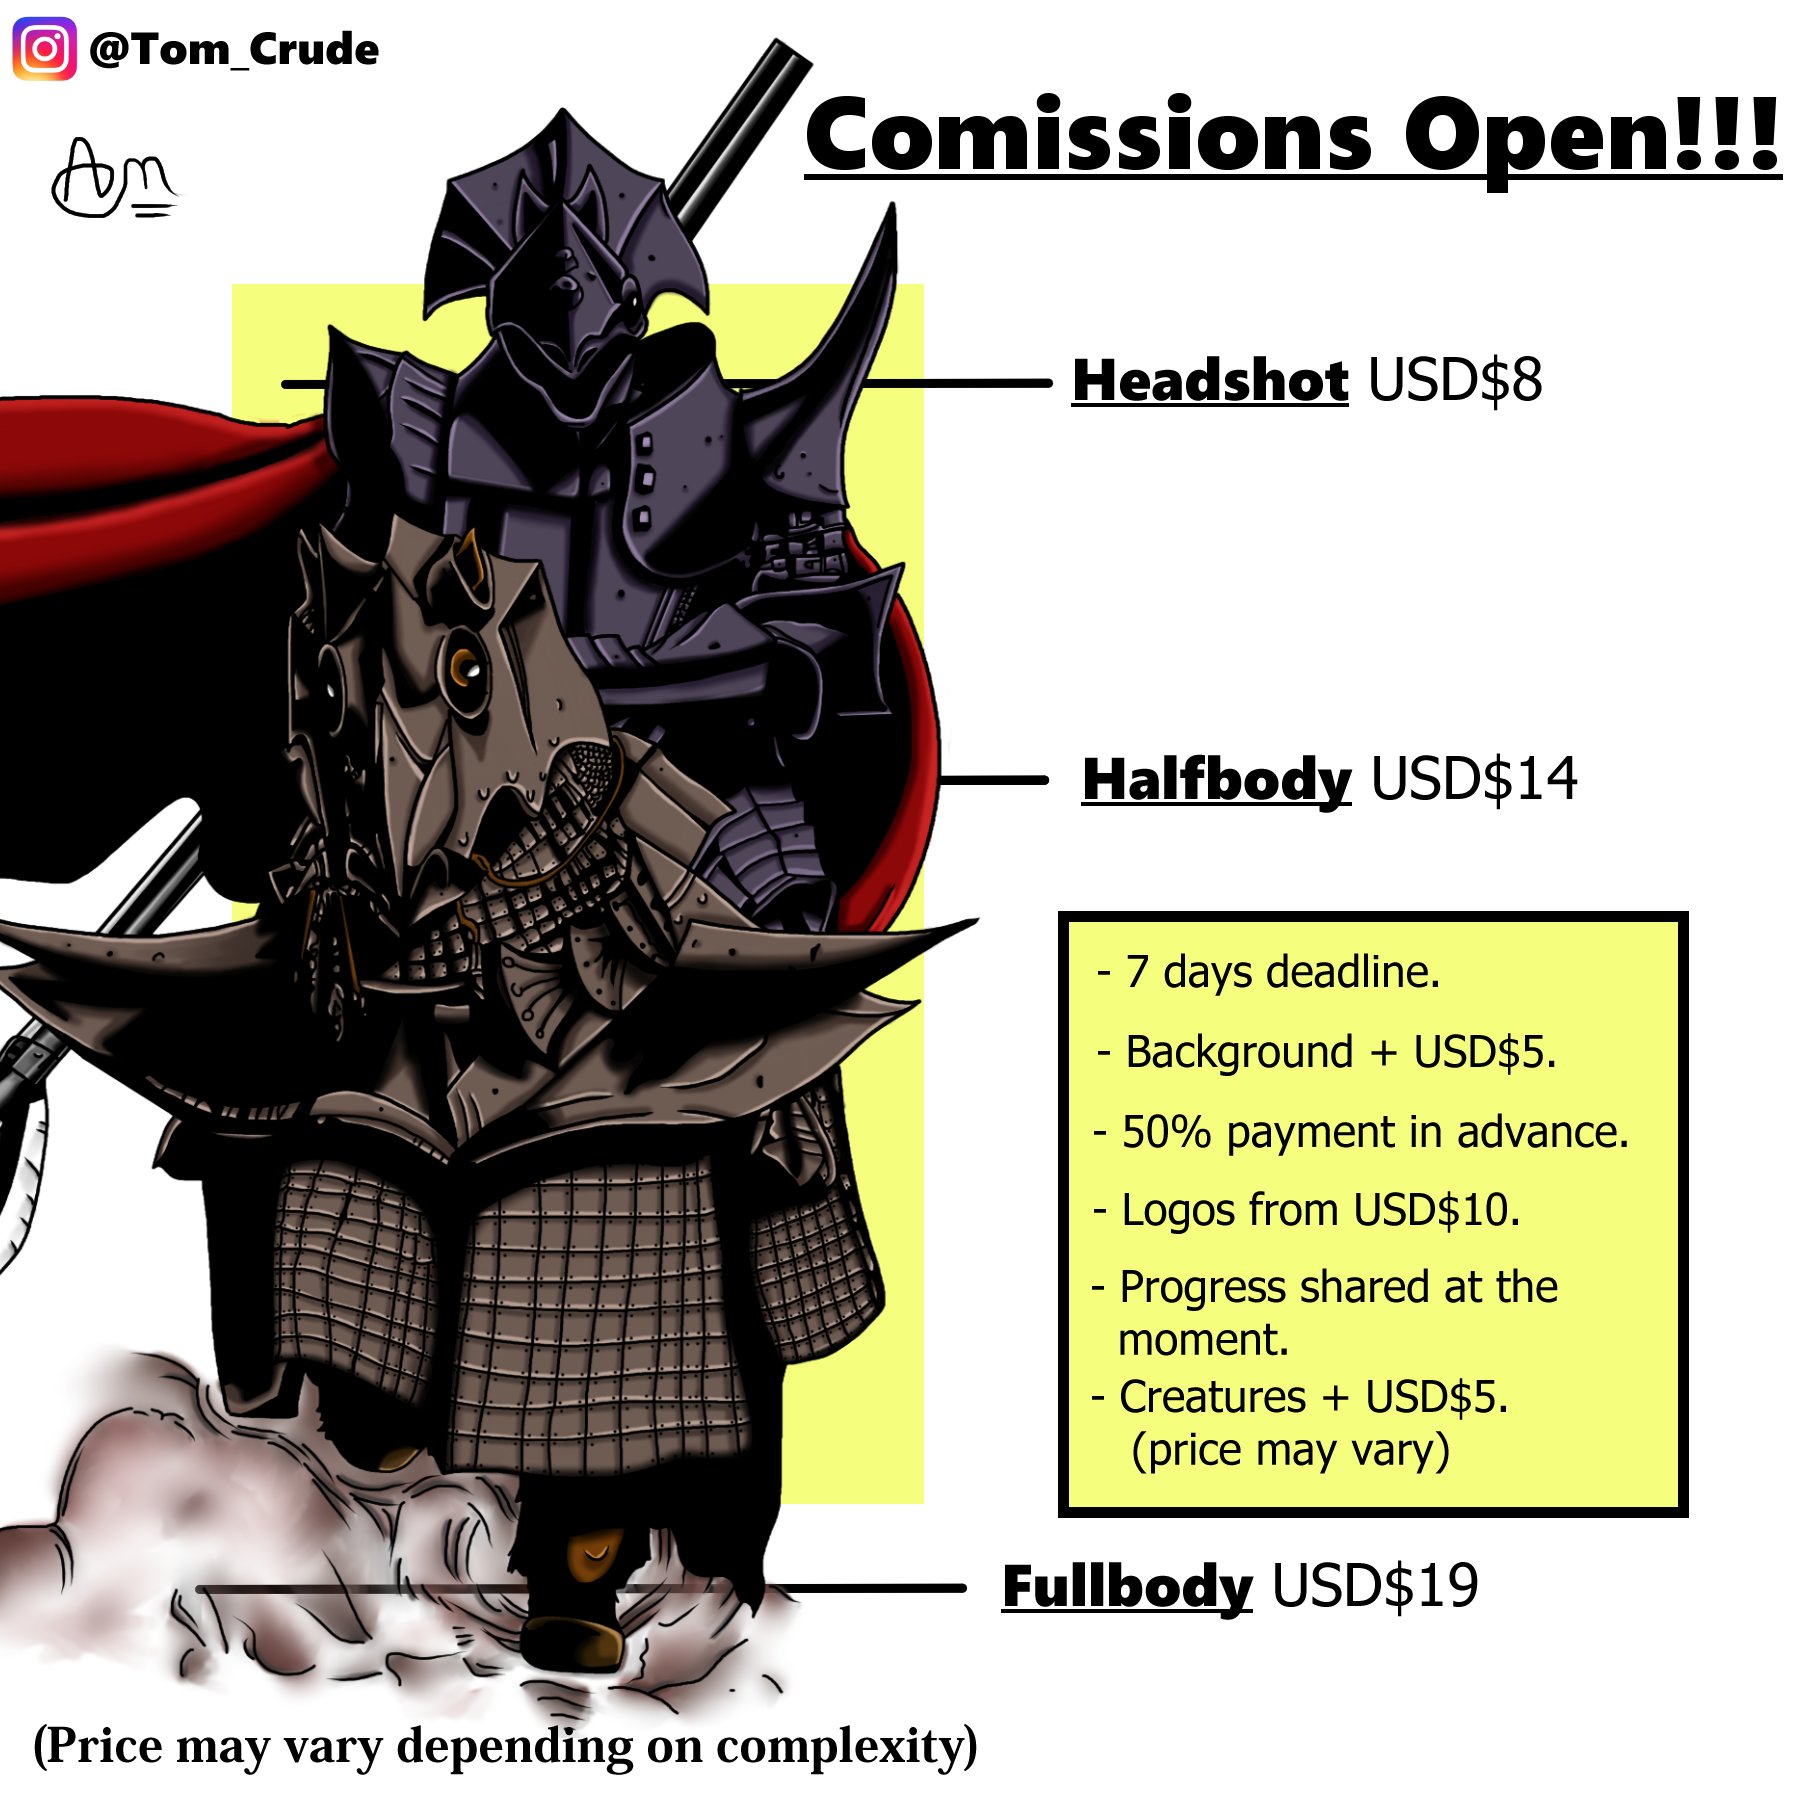 @Tom_Crude
Am
Comissions Open!!!
Headshot USD$8
Halfbody USD$14
- 7 days deadline.
- Background + USD$5.
- 50% payment in advance.
- Logos from USD$10.
- Progress shared at the
moment.
- Creatures + USD$5.
(price may vary)
Fullbody USD$19
(Price may vary depending on complexity)